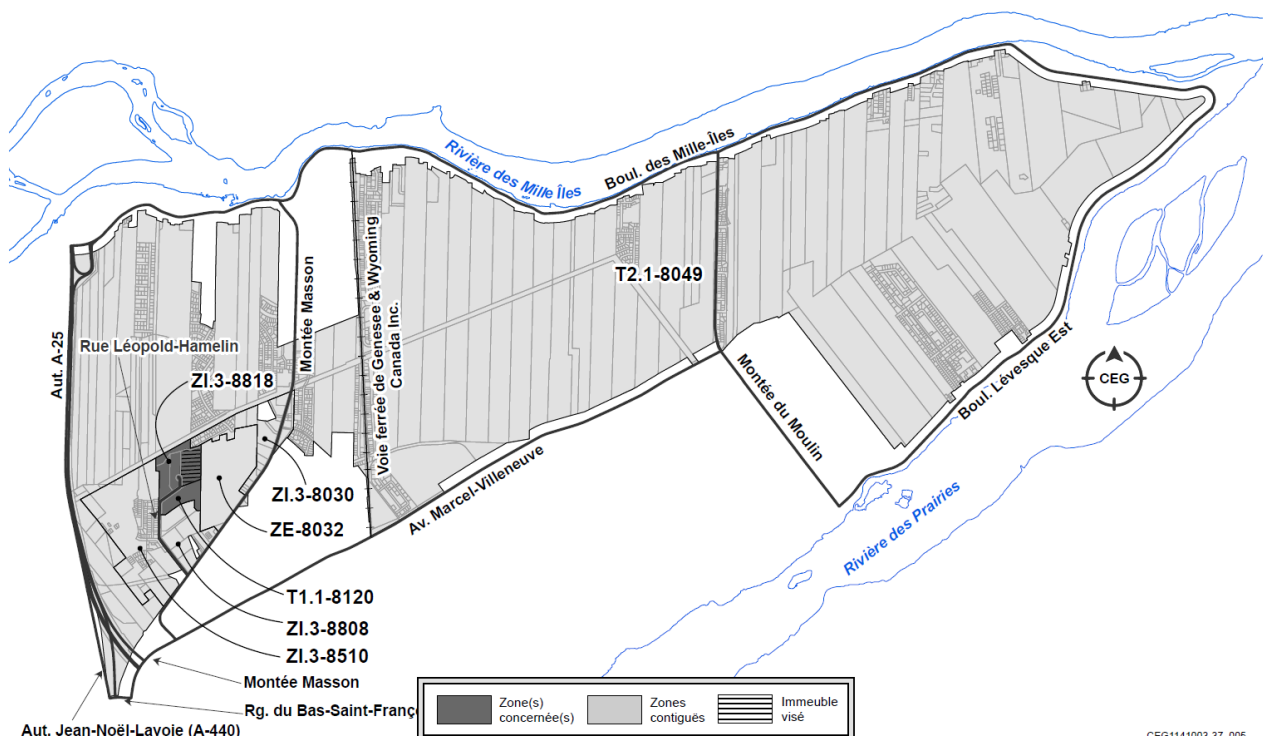 Rivière des Mille Îles
Boul. des Mille-Îles
Aut. A-25
Rue Léopold-Hamelin
Montée Masson
Voie ferrée de Genesee & Wyoming
Canada Inc.
T2.1-8049
ZI.3-8818
Montée du Moulin
Boul. Lévesque Est
CEG
ZI.3-8030
ZE-8032
Av. Marcel-Villeneuve
Rivière des Prairies
T1.1-8120
ZI.3-8808
ZI.3-8510
Montée Masson
Rg. du Bas-Saint-Franço
Aut. Jean-Noël-Lavoie (A-440)
Zone(s)
concernée(s)
Zones
contiguës
Immeuble
visé